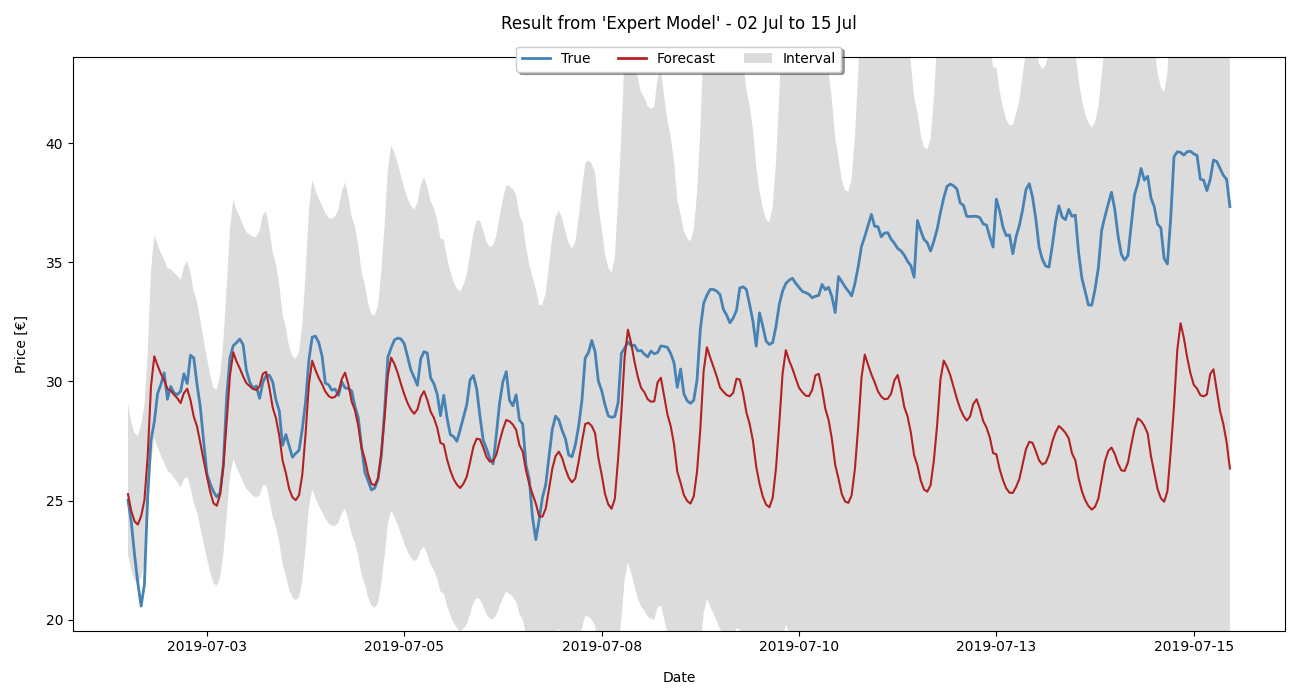 Result from 'Expert Model' - 02 Jul to 15 Jul
True Forecast Interval
Price [€]
40
35
30
25
20
2019-07-03 2019-07-05 2019-07-08 2019-07-10 2019-07-13 2019-07-15
Date